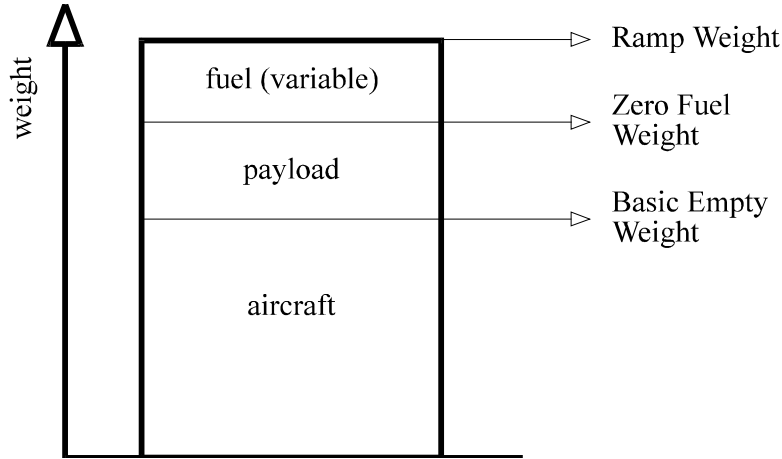 Ramp Weight
fuel (variable)
weight
Zero Fuel
Weight
payload
Basic Empty
Weight
aircraft